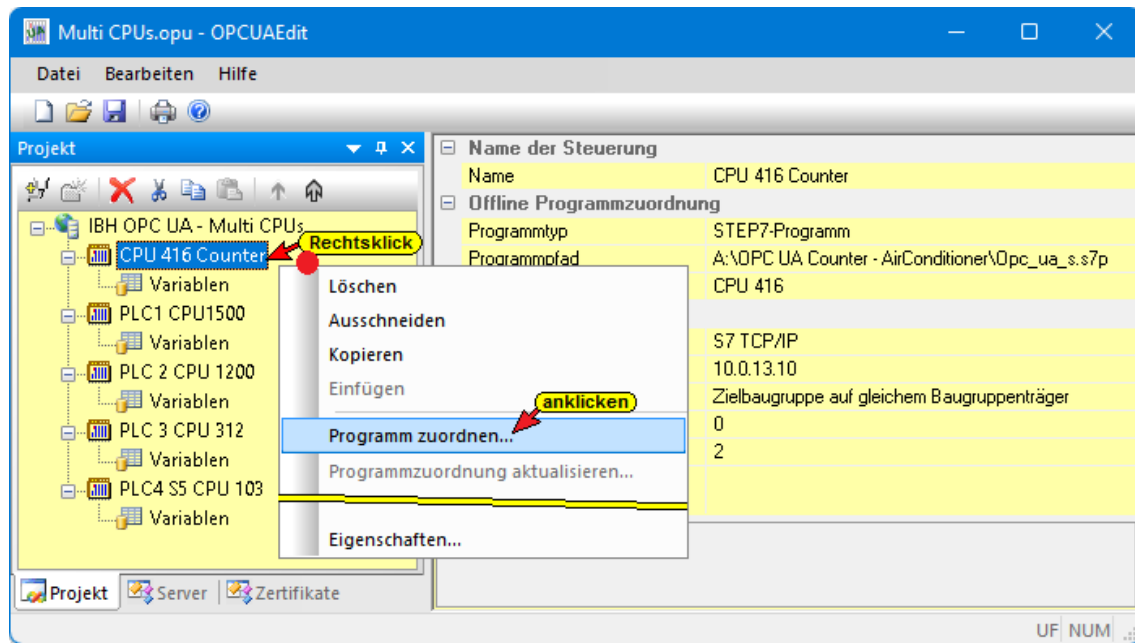 Multi CPUs.opu - OPCUAEdit
Datei Bearbeiten Hilfe
Projekt
IBH OPC UA - Multi CPUs
Rechtsklick
CPU 416 Counter
Variablen
PLC1 CPU1500
Variablen
PLC 2 CPU 1200
Variablen
PLC 3 CPU 312
Variablen
PLC4 S5 CPU 103
Variablen
Löschen
Ausschneiden
Kopieren
Einfügen
anklicken
Programm zuordnen...
Programmzuordnung aktualisieren...
Eigenschaften...
Name der Steuerung
Name CPU 416 Counter
Offline Programmzuordnung
Programmtyp STEP7-Programm
Programmpfad A:\OPC UA Counter - AirConditioner\Opc_ua_s.s7p
CPU 416
S7 TCP/IP
10.0.13.10
Zielbaugruppe auf gleichem Baugruppenträger
0
2
Projekt Server Zertifikate
UF NUM